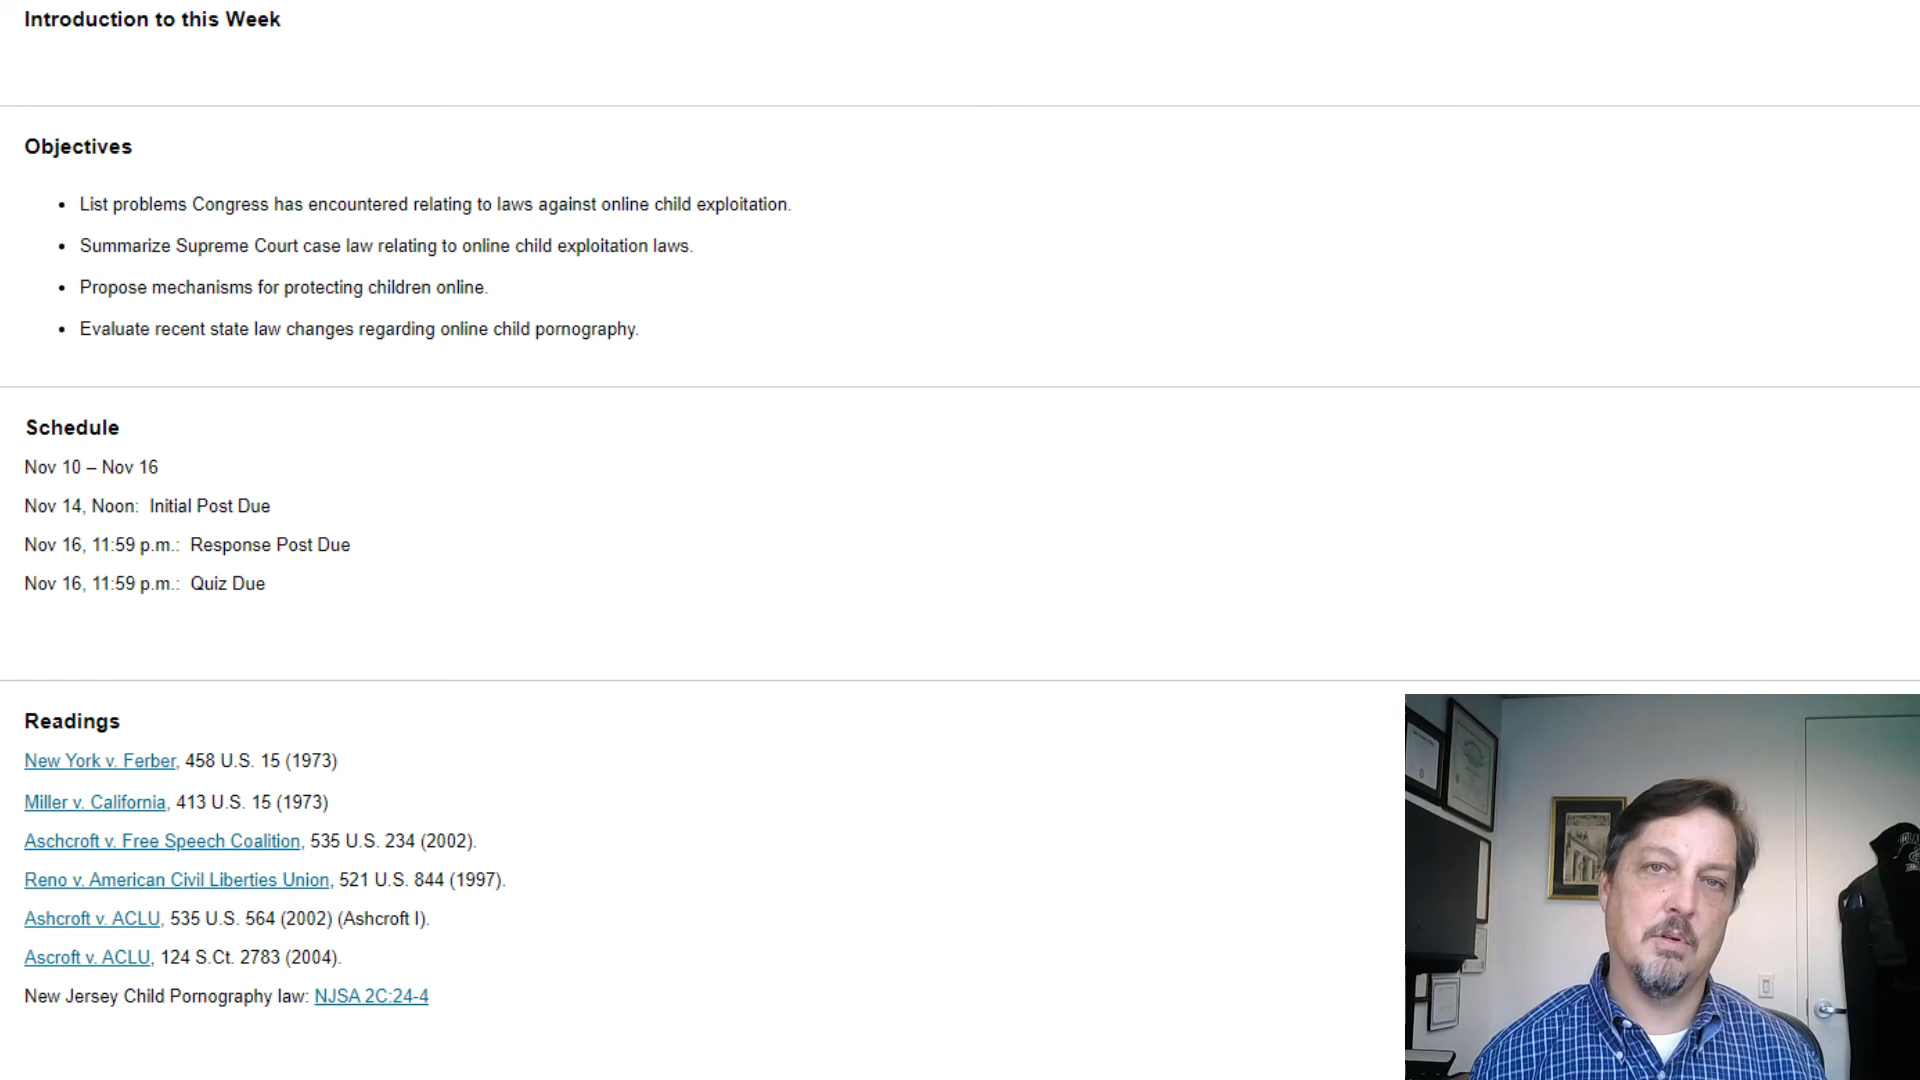 Introduction to this Week
Objectives
• List problems Congress has encountered relating to laws against online child exploitation.
• Summarize Supreme Court case law relating to online child exploitation laws.
• Propose mechanisms for protecting children online.
• Evaluate recent state law changes regarding online child pornography.
Schedule
Nov 10 – Nov 16
Nov 14, Noon:  Initial Post Due
Nov 16, 11:59 p.m.:  Response Post Due
Nov 16, 11:59 p.m.:  Quiz Due
Readings
New York v. Ferber, 458 U.S. 15 (1973)
Miller v. California, 413 U.S. 15 (1973)
Aschcroft v. Free Speech Coalition, 535 U.S. 234 (2002).
Reno v. American Civil Liberties Union, 521 U.S. 844 (1997).
Ashcroft v. ACLU, 535 U.S. 564 (2002) (Ashcroft I).
Ascroft v. ACLU, 124 S.Ct. 2783 (2004).
New Jersey Child Pornography law: NJSA 2C:24-4